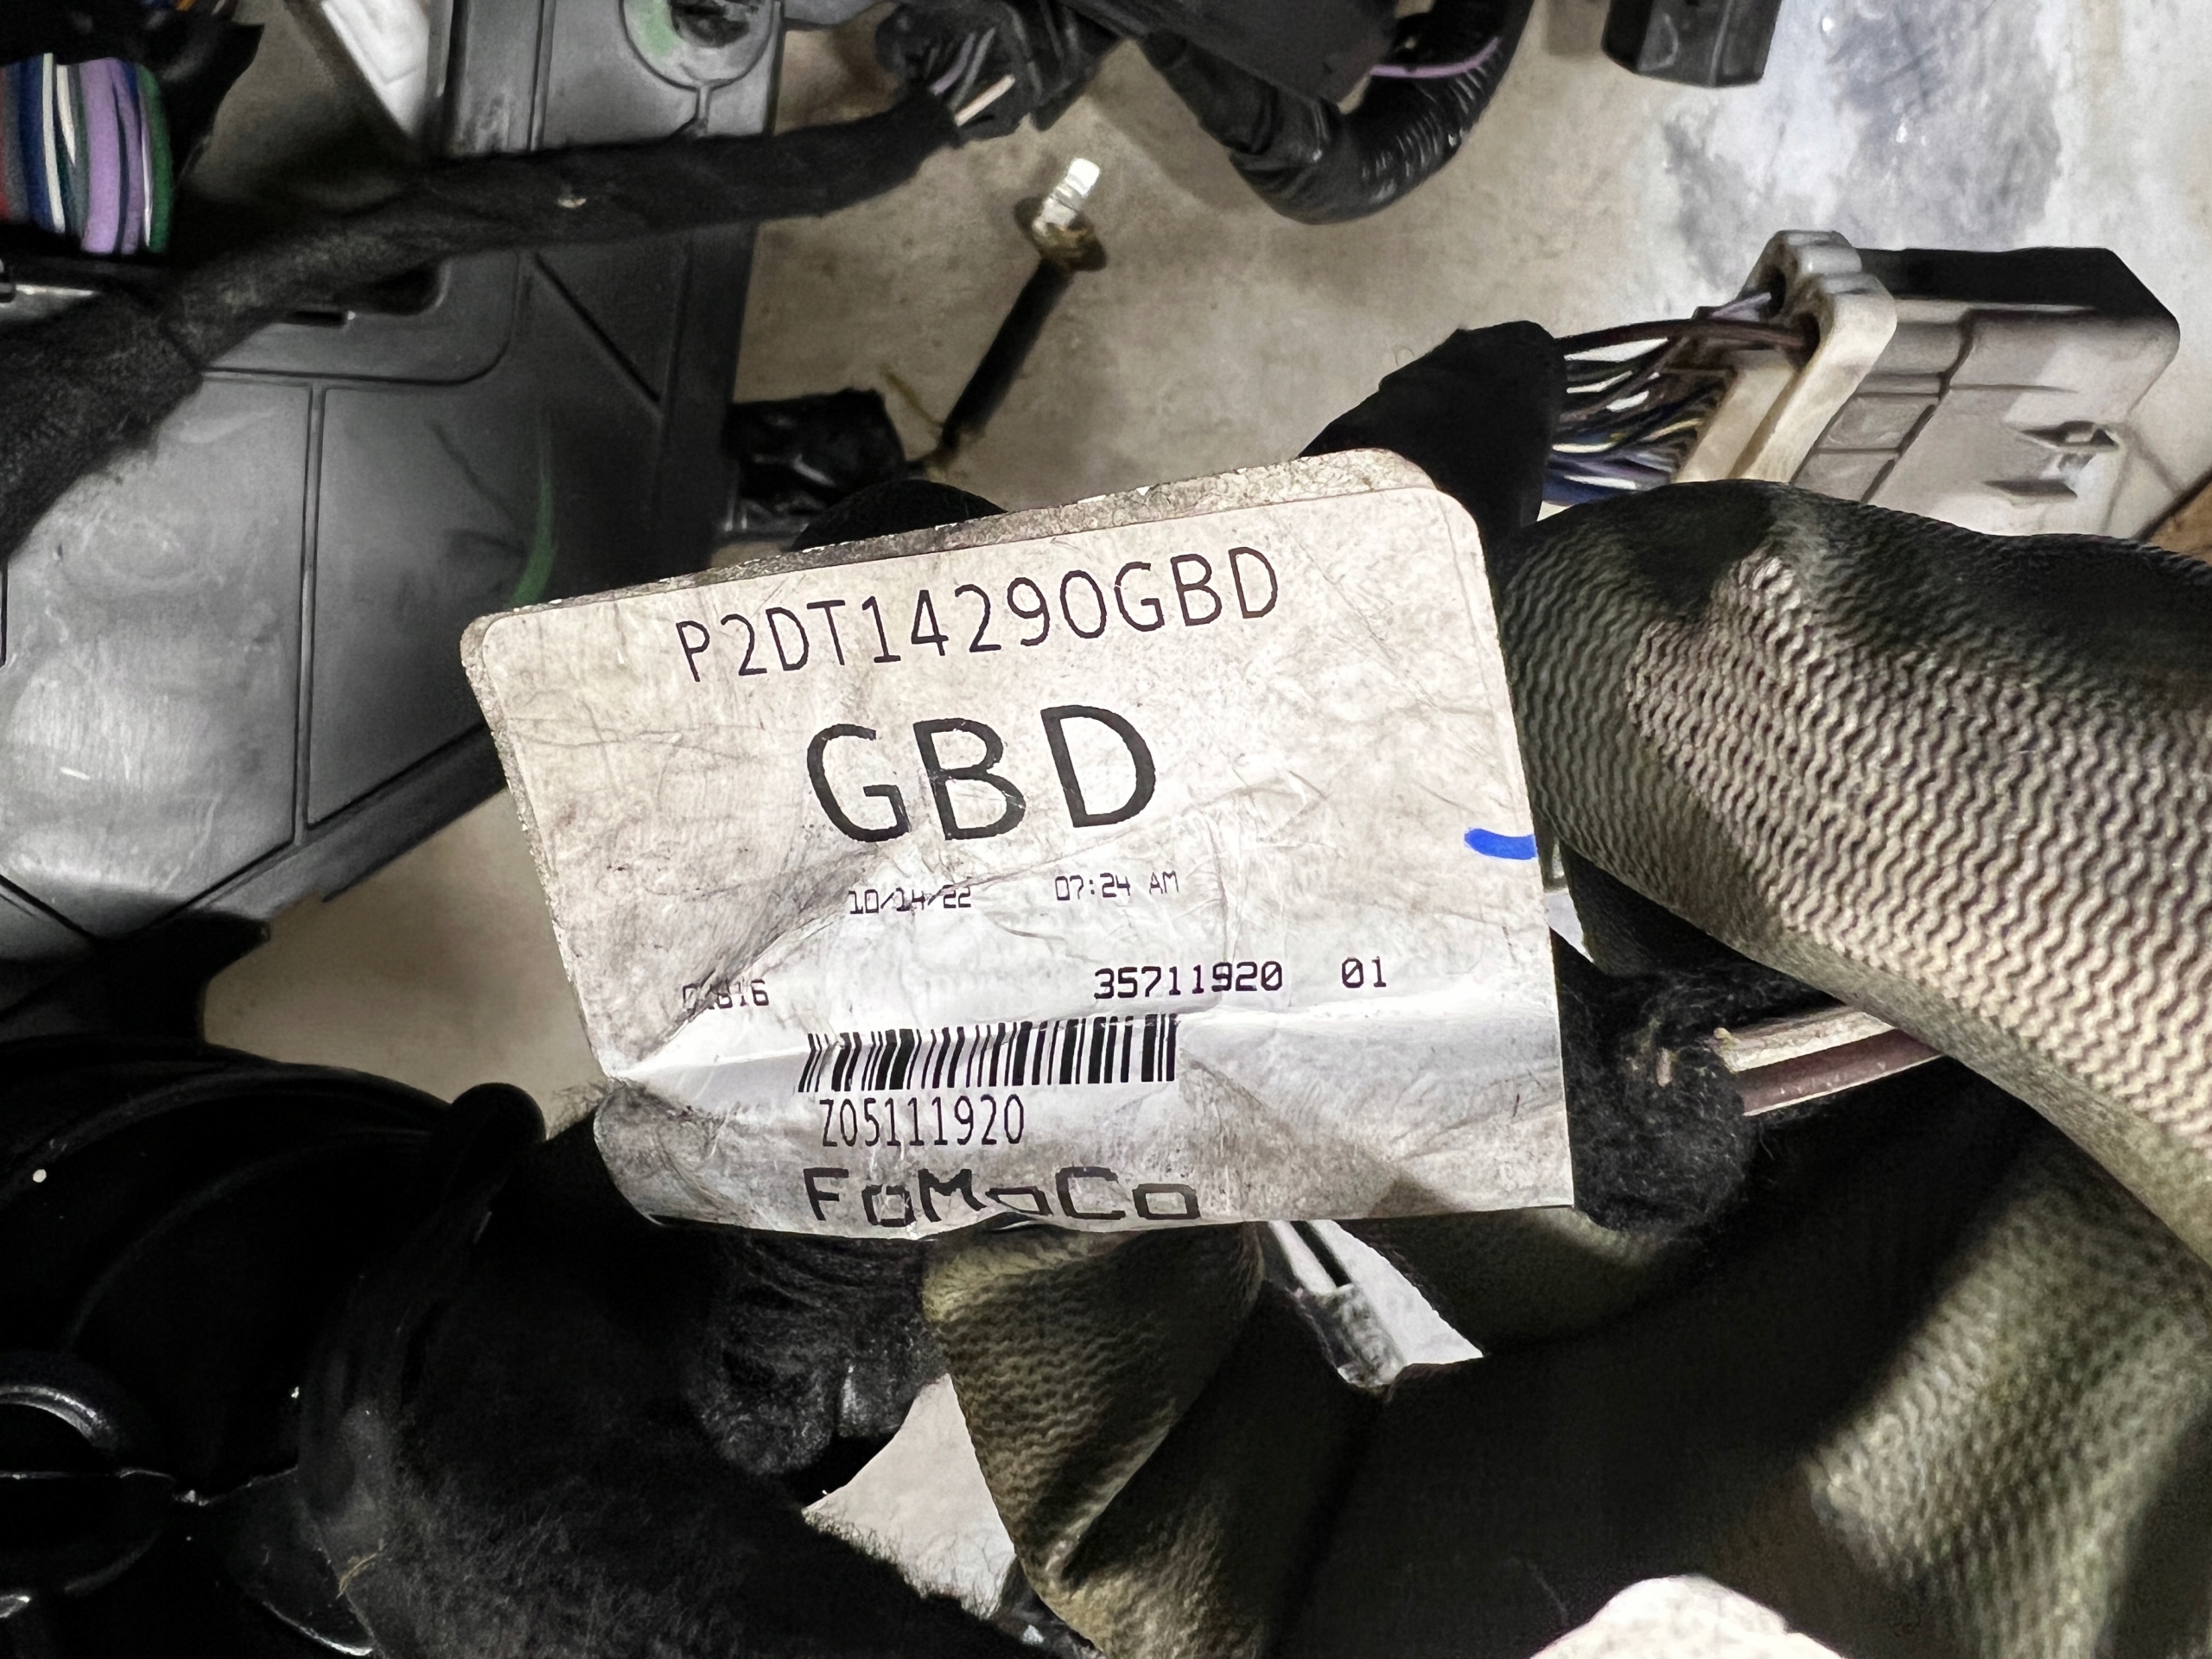 P2DT14290GBD
GBD
10/14/22 07:24 AM
35711920 01
Z05111920
FoMoCo